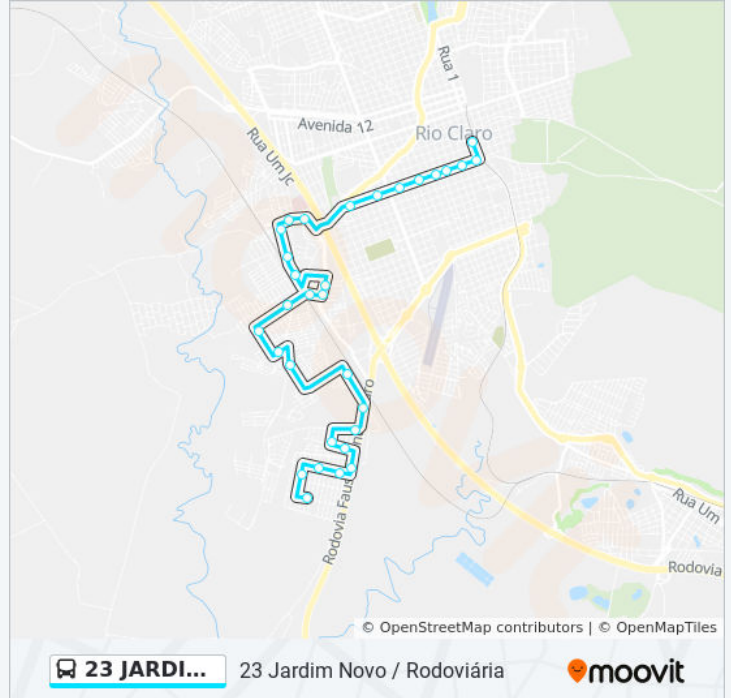 Rua 1
Avenida 12
Rio Claro
Rua Um Jc
Rodovia Faus
Rua Um
Rodovia
© OpenStreetMap contributors | © OpenMapTiles
23 JARDI...
23 Jardim Novo / Rodoviária
moovit